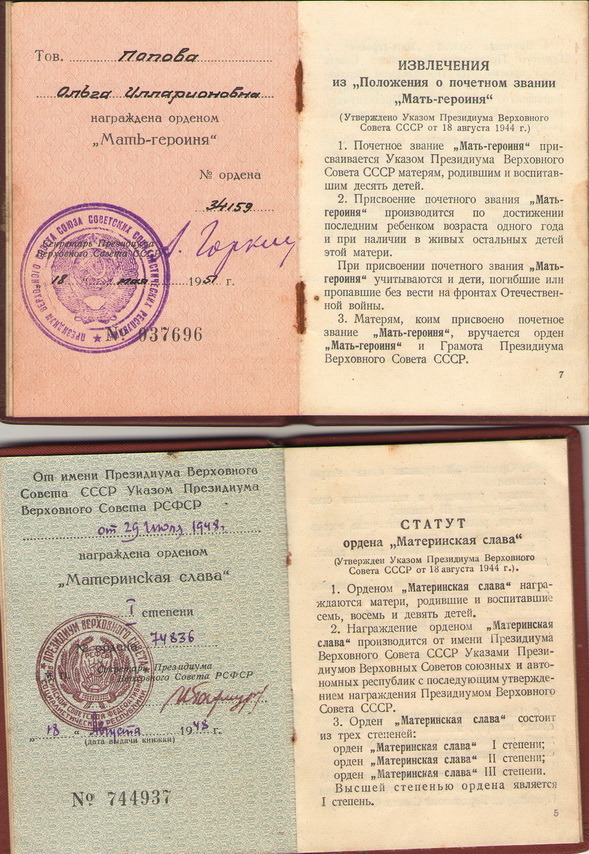 Тов. Попова
Ольга Илларионовна
награждена орденом
„Мать-героиня“
№ ордена
34159
Секретарь Президиума
Верховного Совета СССР
А. Горкин
18 мая 1951 г.
№ 037696
ИЗВЛЕЧЕНИЯ
из „Положения о почетном звании
„Мать-героиня“
(Утверждено Указом Президиума Верховного
Совета СССР от 18 августа 1944 г.)
1. Почетное звание „Мать-героиня“ при-
сваивается Указом Президиума Верховного
Совета СССР матерям, родившим и воспитав-
шим десять детей.
2. Присвоение почетного звания „Мать-
героиня“ производится по достижении
последним ребенком возраста одного года
и при наличии в живых остальных детей
этой матери.
При присвоении почетного звания „Мать-
героиня“ учитываются и дети, погибшие или
пропавшие без вести на фронтах Отечествен-
ной войны.
3. Матерям, коим присвоено почетное
звание „Мать-героиня“, вручается орден
„Мать-героиня“ и Грамота Президиума
Верховного Совета СССР.
7
От имени Президиума Верховного
Совета СССР Указом Президиума
Верховного Совета РСФСР
от 29 июля 1948 г.
награждена орденом
„Материнская слава“
I степени
№ ордена 74836
Секретарь Президиума
Верховного Совета РСФСР
„18“ августа 1948 г.
(дата выдачи книжки)
№ 744937
СТАТУТ
ордена „Материнская слава“
(Утвержден Указом Президиума Верховного
Совета СССР от 18 августа 1944 г.).
1. Орденом „Материнская слава“ награ-
ждаются матери, родившие и воспитавшие
семь, восемь и девять детей.
2. Награждение орденом „Материнская
слава“ производится от имени Президиума
Верховного Совета СССР Указами Прези-
диумов Верховных Советов союзных и авто-
номных республик с последующим утвержде-
нием награждения Президиумом Верховного
Совета СССР.
3. Орден „Материнская слава“ состоит
из трех степеней:
орден „Материнская слава“ I степени;
орден „Материнская слава“ II степени;
орден „Материнская слава“ III степени.
Высшей степенью ордена является
I степень.
5